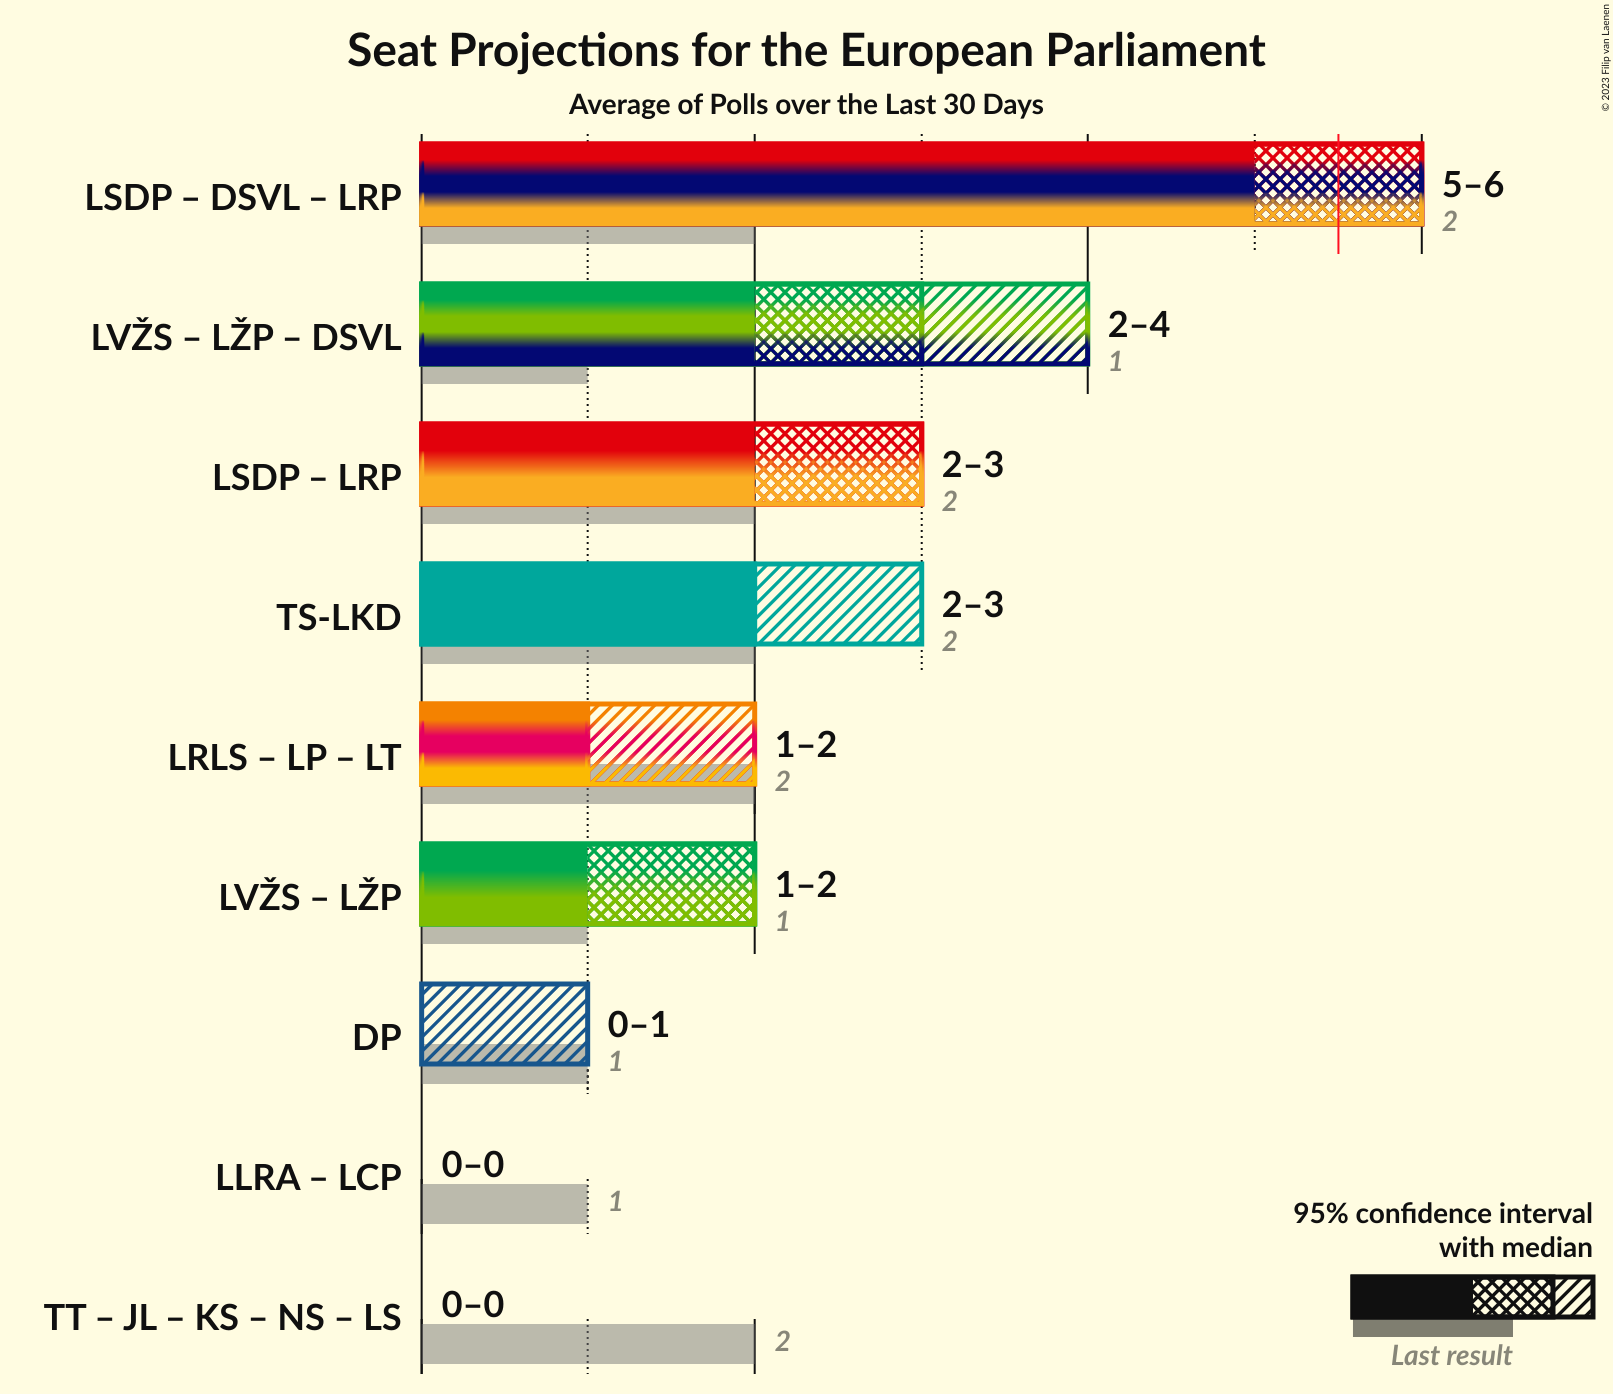 Seat Projections for the European Parliament
Average of Polls over the Last 30 Days
© 2023 Filip van Laenen
LSDP – DSVL – LRP
5–6
2
LVŽS – LŽP – DSVL
2–4
1
LSDP – LRP
2–3
2
TS-LKD
2–3
2
LRLS – LP – LT
1–2
2
LVŽS – LŽP
1–2
1
DP
0–1
1
LLRA – LCP
0–0
1
TT – JL – KS – NS – LS
0–0
2
95% confidence interval
with median
Last result